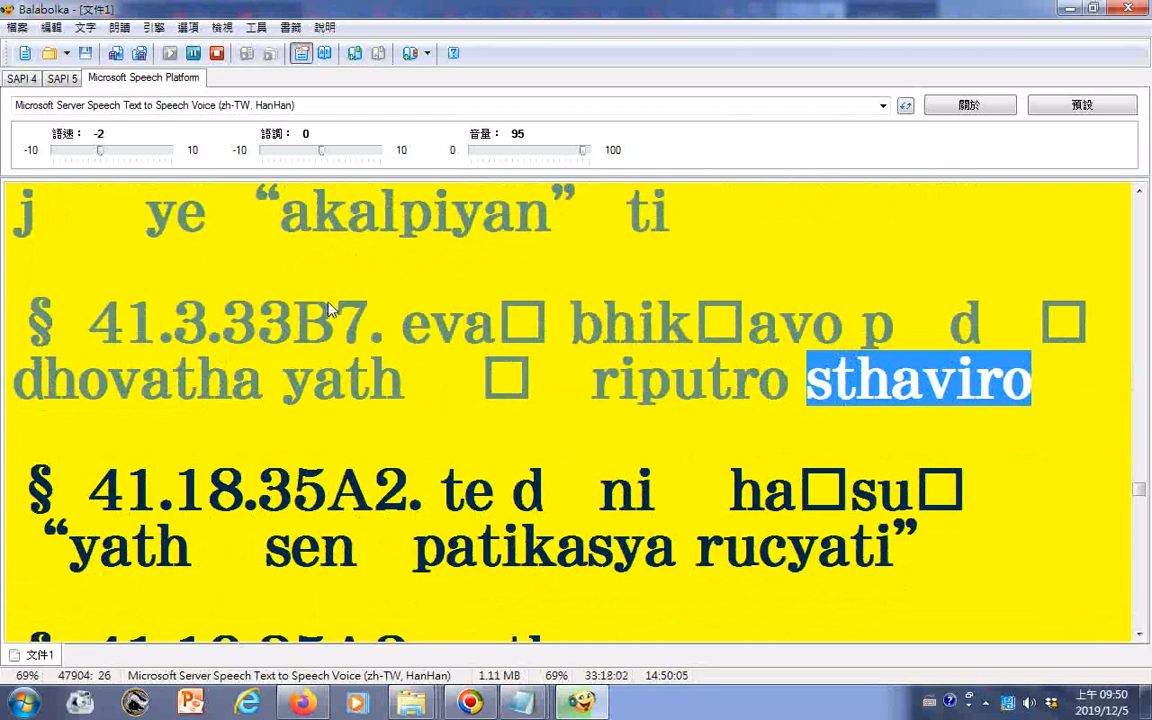 Balabolka - [文件1]
檔案 編輯 文字 朗讀 引擎 選項 檢視 工具 書籤 說明
SAPI 4 SAPI 5 Microsoft Speech Platform
Microsoft Server Speech Text to Speech Voice (zh-TW, HanHan) 關於 預設
語速： -2 語調： 0 音量： 95
-10 10 -10 10 0 100
j ye “akalpiyan” ti
§ 41.3.33B7. eva□ bhik□avo p d □
dhovatha yath □ riputro sthaviro
§ 41.18.35A2. te d ni ha□su□
“yath sen patikasya rucyati”
文件1
69% 47904: 26 Microsoft Server Speech Text to Speech Voice (zh-TW, HanHan) 1.11 MB 69% 33:18:02 14:50:05
上午 09:50
2019/12/5